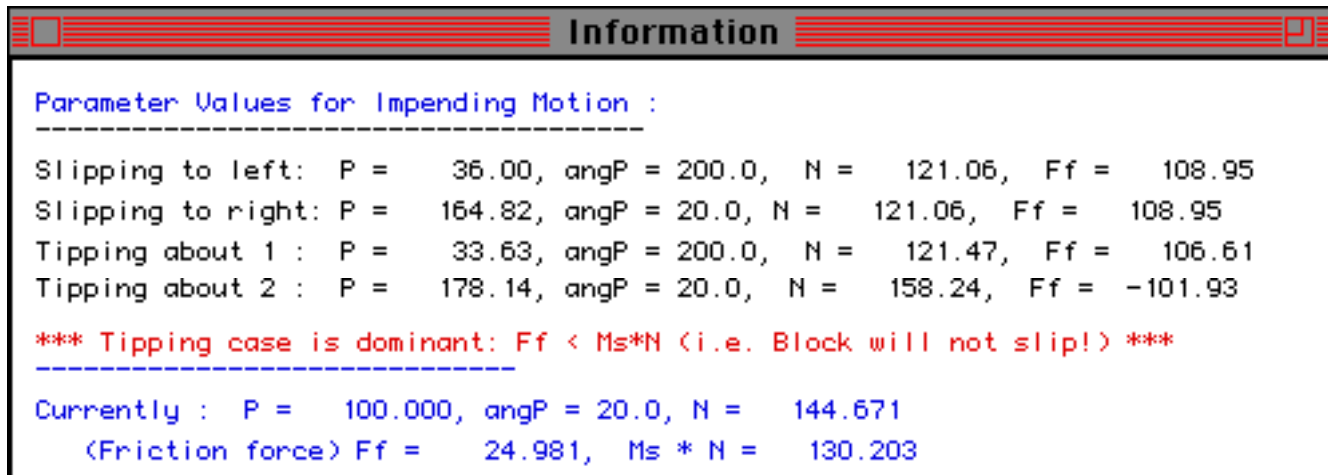 Information
Parameter Values for Impending Motion :
--------------------------------------
Slipping to left: P = 36.00, angP = 200.0, N = 121.06, Ff = 108.95
Slipping to right: P = 164.82, angP = 20.0, N = 121.06, Ff = 108.95
Tipping about 1 : P = 33.63, angP = 200.0, N = 121.47, Ff = 106.61
Tipping about 2 : P = 178.14, angP = 20.0, N = 158.24, Ff = -101.93
*** Tipping case is dominant: Ff < Ms*N (i.e. Block will not slip!) ***
------------------------------
Currently : P = 100.000, angP = 20.0, N = 144.671
(Friction force) Ff = 24.981, Ms * N = 130.203